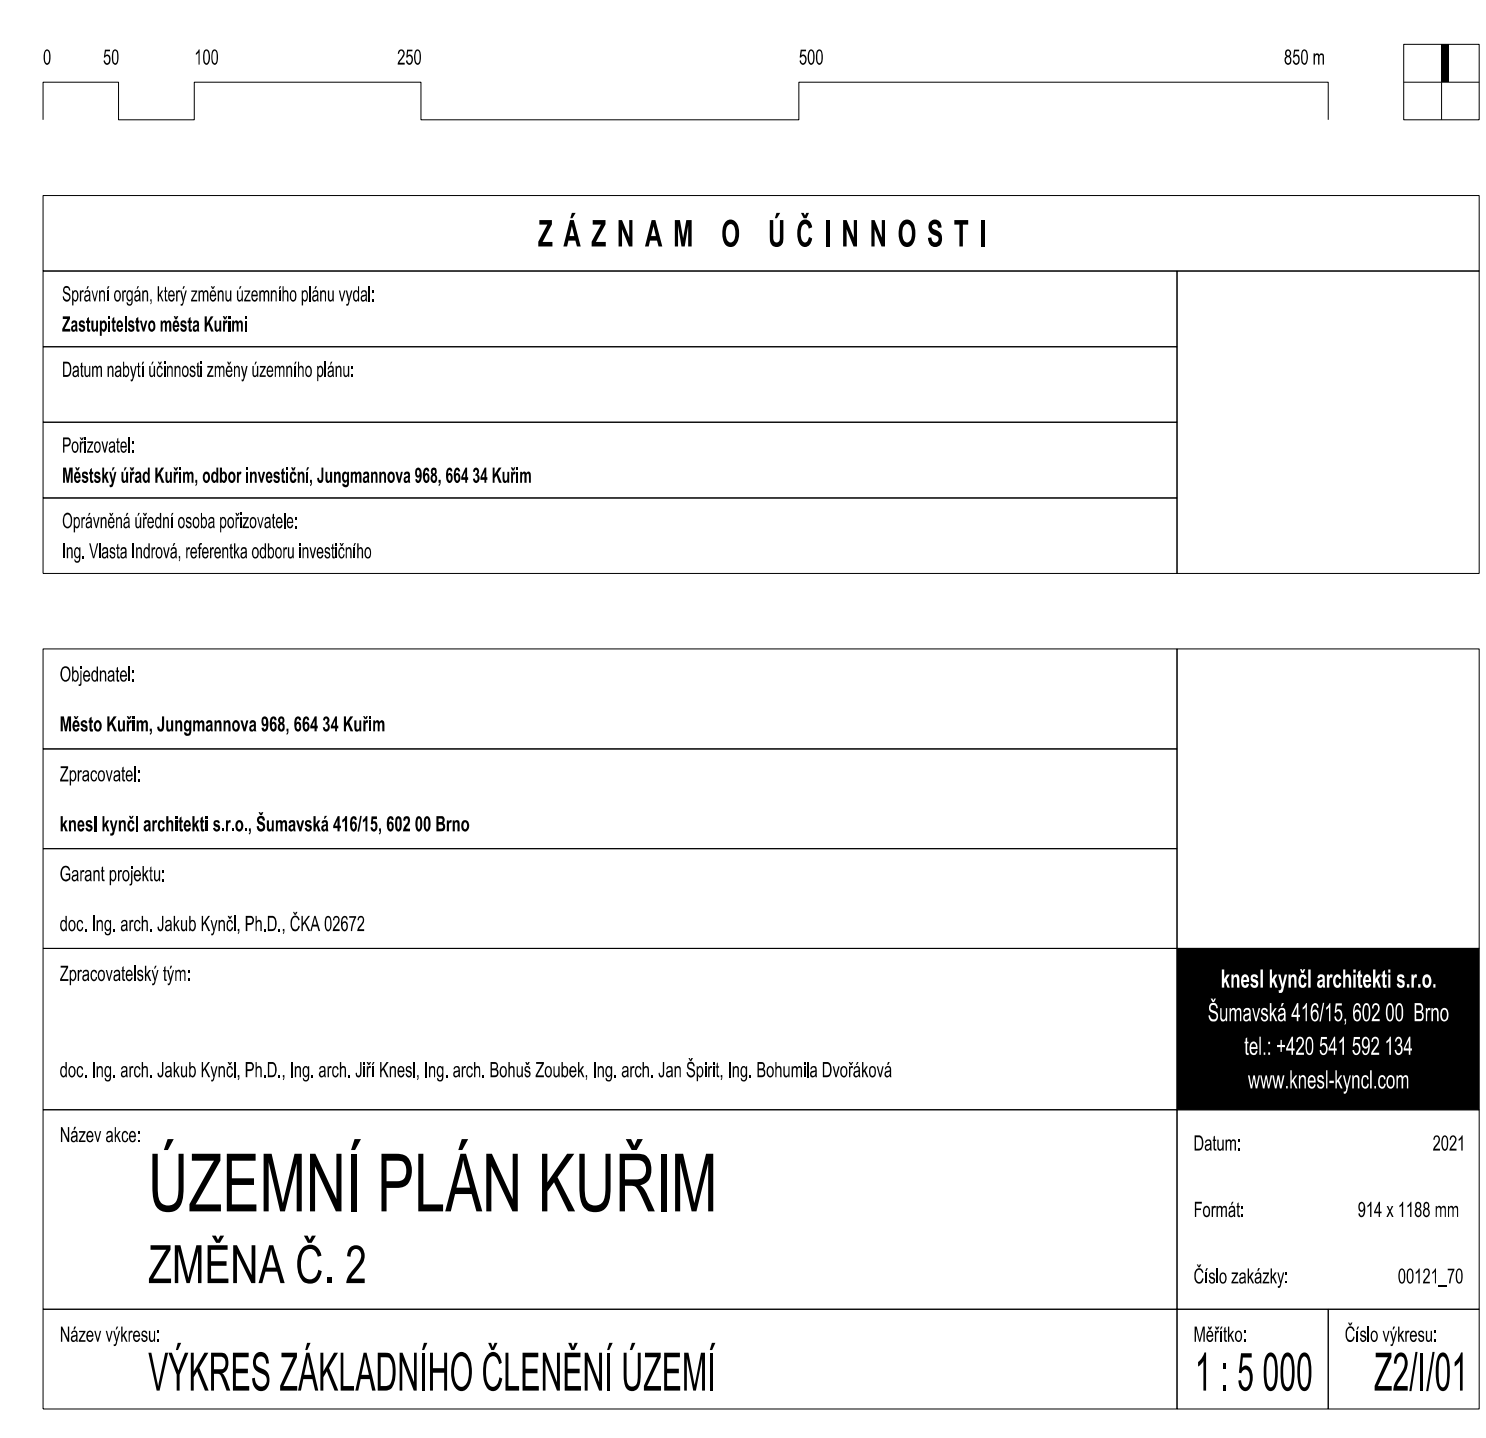 0 50 100 250 500 850 m
ZÁZNAM O ÚČINNOSTI
Správní orgán, který změnu územního plánu vydal:
Zastupitelstvo města Kuřimi
Datum nabytí účinnosti změny územního plánu:
Pořizovatel:
Městský úřad Kuřim, odbor investiční, Jungmannova 968, 664 34 Kuřim
Oprávněná úřední osoba pořizovatele:
Ing. Vlasta Indrová, referentka odboru investičního
Objednatel:
Město Kuřim, Jungmannova 968, 664 34 Kuřim
Zpracovatel:
knesl kynčl architekti s.r.o., Šumavská 416/15, 602 00 Brno
Garant projektu:
doc. Ing. arch. Jakub Kynčl, Ph.D., ČKA 02672
Zpracovatelský tým:
doc. Ing. arch. Jakub Kynčl, Ph.D., Ing. arch. Jiří Knesl, Ing. arch. Bohuš Zoubek, Ing. arch. Jan Špirit, Ing. Bohumila Dvořáková
knesl kynčl architekti s.r.o.
Šumavská 416/15, 602 00 Brno
tel.: +420 541 592 134
www.knesl-kyncl.com
Název akce:
ÚZEMNÍ PLÁN KUŘIM
ZMĚNA Č. 2
Datum: 2021
Formát: 914 x 1188 mm
Číslo zakázky: 00121_70
Název výkresu:
VÝKRES ZÁKLADNÍHO ČLENĚNÍ ÚZEMÍ
Měřítko:
1 : 5 000
Číslo výkresu:
Z2/I/01